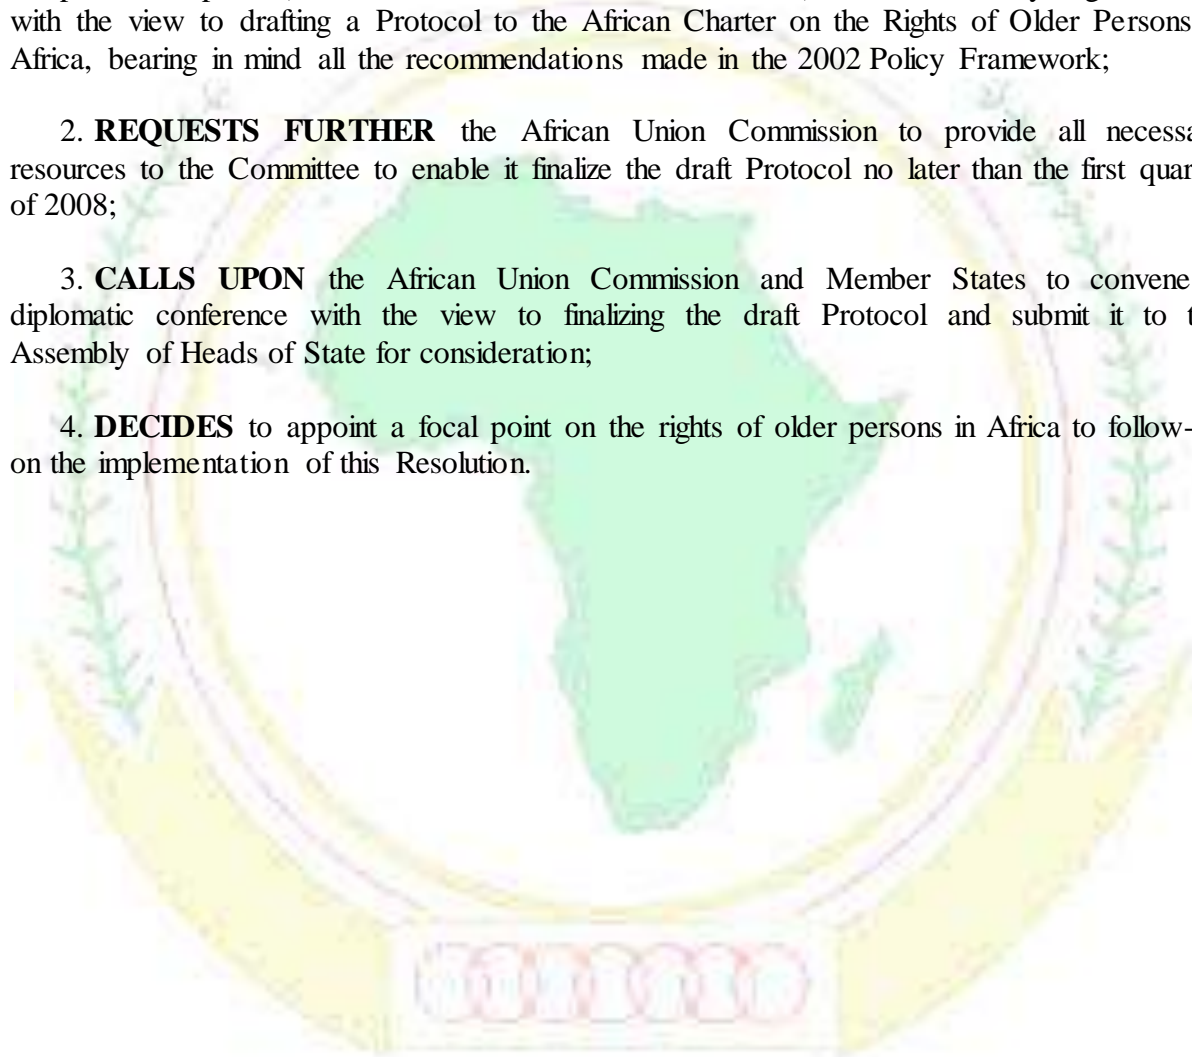 with the view to drafting a Protocol to the African Charter on the Rights of Older Persons
Africa, bearing in mind all the recommendations made in the 2002 Policy Framework;
2. REQUESTS FURTHER the African Union Commission to provide all necessa
resources to the Committee to enable it finalize the draft Protocol no later than the first quar
of 2008;
3. CALLS UPON the African Union Commission and Member States to convene
diplomatic conference with the view to finalizing the draft Protocol and submit it to t
Assembly of Heads of State for consideration;
4. DECIDES to appoint a focal point on the rights of older persons in Africa to follow-
on the implementation of this Resolution.